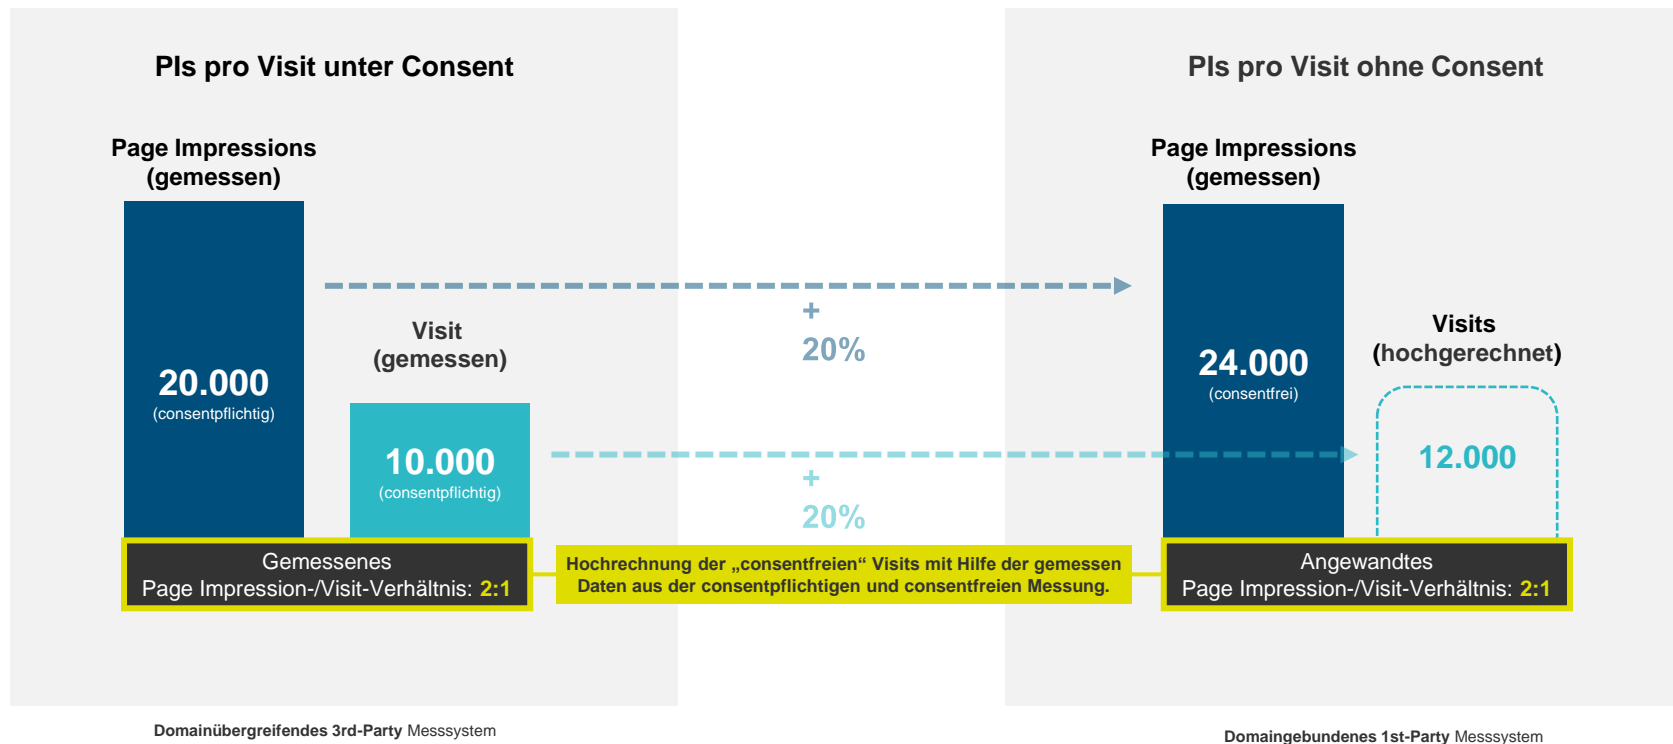 PIs pro Visit unter Consent
Page Impressions
(gemessen)
20.000
(consentpflichtig)
Visit
(gemessen)
10.000
(consentpflichtig)
Gemessenes
Page Impression-/Visit-Verhältnis: 2:1
Domainübergreifendes 3rd-Party Messsystem
+
20%
+
20%
Hochrechnung der „consentfreien“ Visits mit Hilfe der gemessen
Daten aus der consentpflichtigen und consentfreien Messung.
PIs pro Visit ohne Consent
Page Impressions
(gemessen)
24.000
(consentfrei)
Visits
(hochgerechnet)
12.000
Angewandtes
Page Impression-/Visit-Verhältnis: 2:1
Domaingebundenes 1st-Party Messsystem